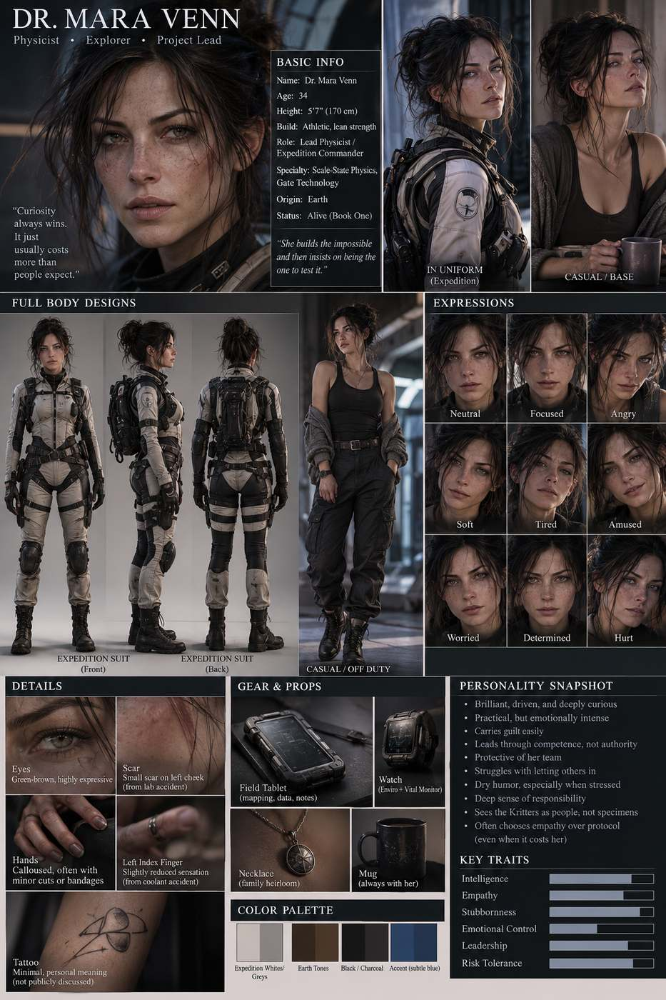 DR. MARA VENN
Physicist • Explorer • Project Lead
“Curiosity
always wins.
It just
usually costs
more than
people expect.”
BASIC INFO
Name: Dr. Mara Venn
Age: 34
Height: 5'7" (170 cm)
Build: Athletic, lean strength
Role: Lead Physicist /
Expedition Commander
Specialty: Scale-State Physics,
Gate Technology
Origin: Earth
Status: Alive (Book One)
“She builds the impossible
and then insists on being the
one to test it.”
IN UNIFORM
(Expedition)
CASUAL / BASE
FULL BODY DESIGNS
EXPEDITION SUIT
(Front)
EXPEDITION SUIT
(Back)
CASUAL / OFF DUTY
EXPRESSIONS
Neutral
Focused
Angry
Soft
Tired
Amused
Worried
Determined
Hurt
DETAILS
Eyes
Green-brown, highly expressive
Scar
Small scar on left cheek
(from lab accident)
Hands
Calloused, often with
minor cuts or bandages
Left Index Finger
Slightly reduced sensation
(from coolant accident)
Tattoo
Minimal, personal meaning
(not publicly discussed)
GEAR & PROPS
Field Tablet
(mapping, data, notes)
Watch
(Enviro + Vital Monitor)
Necklace
(family heirloom)
Mug
(always with her)
COLOR PALETTE
Expedition Whites/
Greys
Earth Tones
Black / Charcoal
Accent (subtle blue)
PERSONALITY SNAPSHOT
• Brilliant, driven, and deeply curious
• Practical, but emotionally intense
• Carries guilt easily
• Leads through competence, not authority
• Protective of her team
• Struggles with letting others in
• Dry humor, especially when stressed
• Deep sense of responsibility
• Sees the Kritters as people, not specimens
• Often chooses empathy over protocol
(even when it costs her)
KEY TRAITS
Intelligence
Empathy
Stubbornness
Emotional Control
Leadership
Risk Tolerance